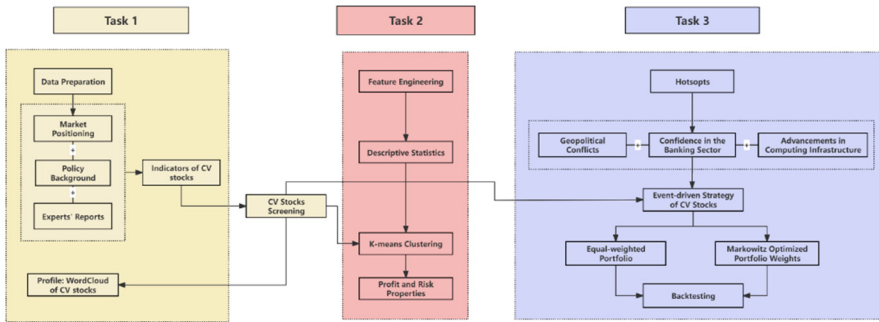 Task 1
Task 2
Task 3
Data Preparation
Market
Positioning
+
Policy
Background
+
Experts' Reports
Indicators of CV
stocks
CV Stocks
Screening
Profile: WordCloud
of CV stocks
Feature Engineering
Descriptive Statistics
K-means Clustering
Profit and Risk
Properties
Hotsopts
Geopolitical
Conflicts
+
Confidence in the
Banking Sector
+
Advancements in
Computing Infrastructure
Event-driven Strategy
of CV Stocks
Equal-weighted
Portfolio
Markowitz Optimized
Portfolio Weights
Backtesting